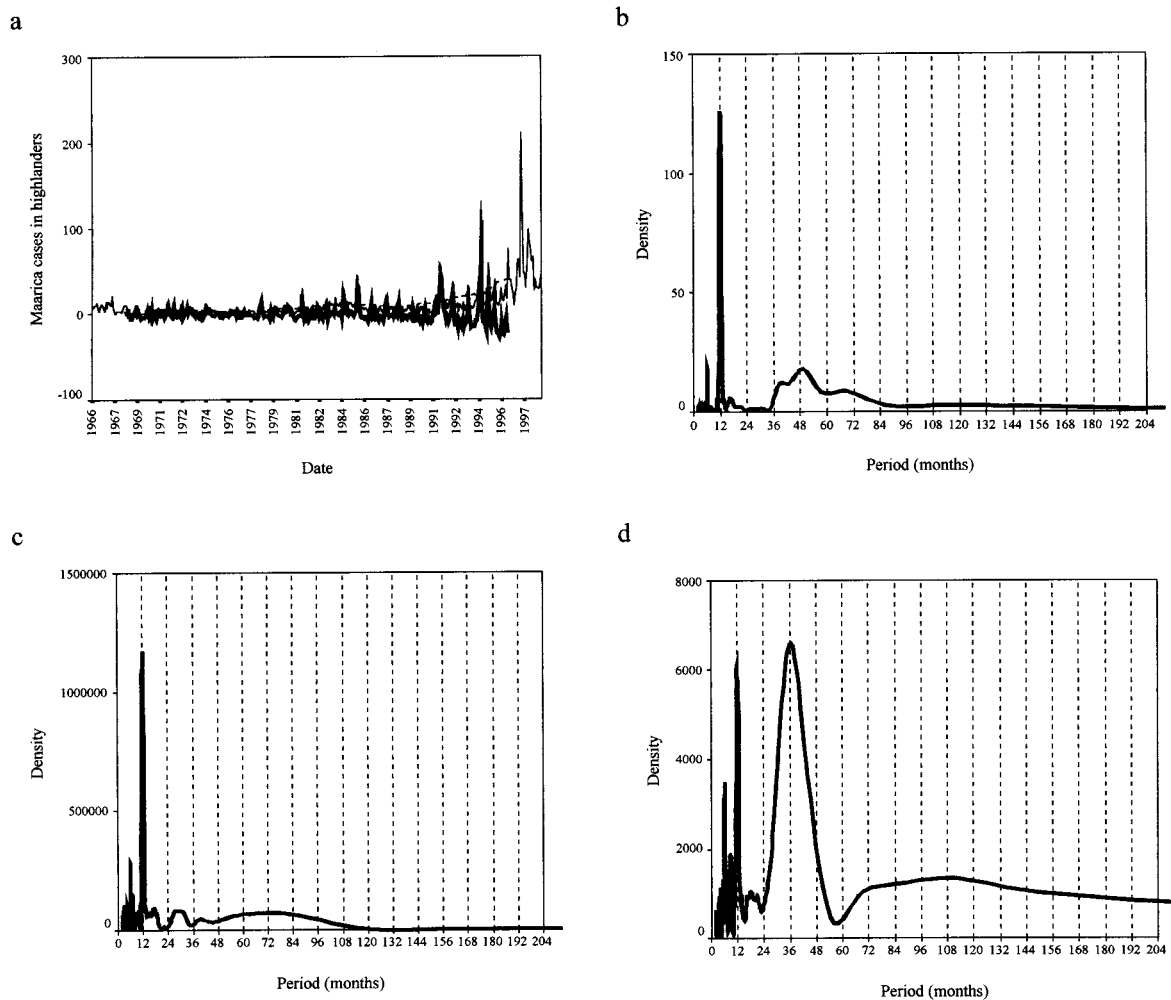 a
300
200
100
0
-100
Maarica cases in highlanders
1966 1967 1969 1971 1972 1974 1976 1977 1979 1981 1982 1984 1986 1987 1989 1991 1992 1994 1996 1997
Date
b
150
100
50
0
Density
0 12 24 36 48 60 72 84 96 108 120 132 144 156 168 180 192 204
Period (months)
c
1500000
1000000
500000
0
Density
0 12 24 36 48 60 72 84 96 108 120 132 144 156 168 180 192 204
Period (months)
d
8000
6000
4000
2000
0
Density
0 12 24 36 48 60 72 84 96 108 120 132 144 156 168 180 192 204
Period (months)